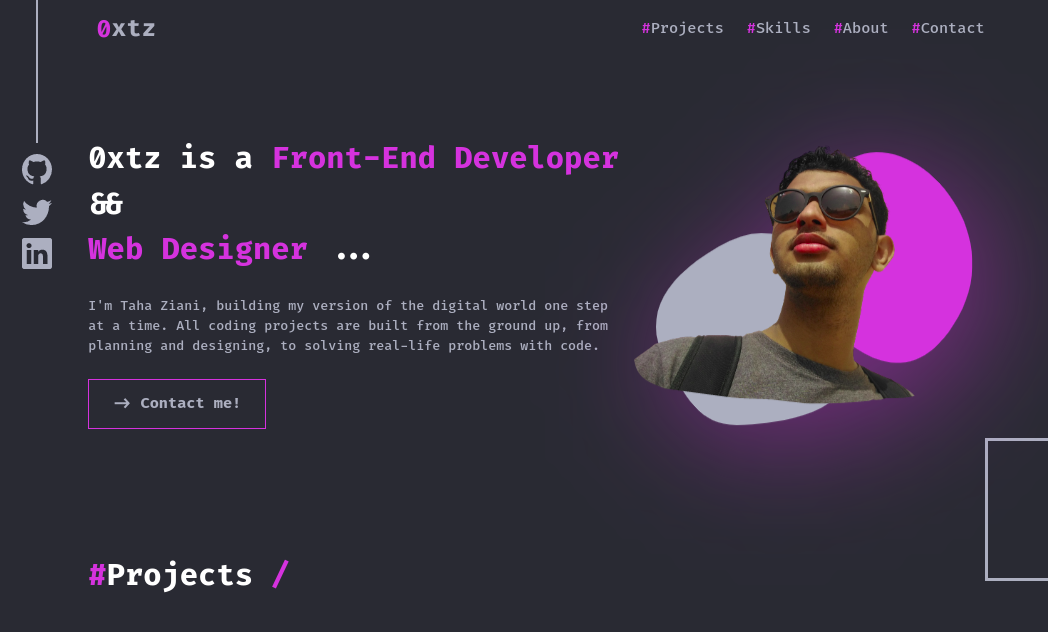 0xtz
#Projects #Skills #About #Contact
0xtz is a Front-End Developer
&&
Web Designer ...
I'm Taha Ziani, building my version of the digital world one step
at a time. All coding projects are built from the ground up, from
planning and designing, to solving real-life problems with code.
-> Contact me!
#Projects /